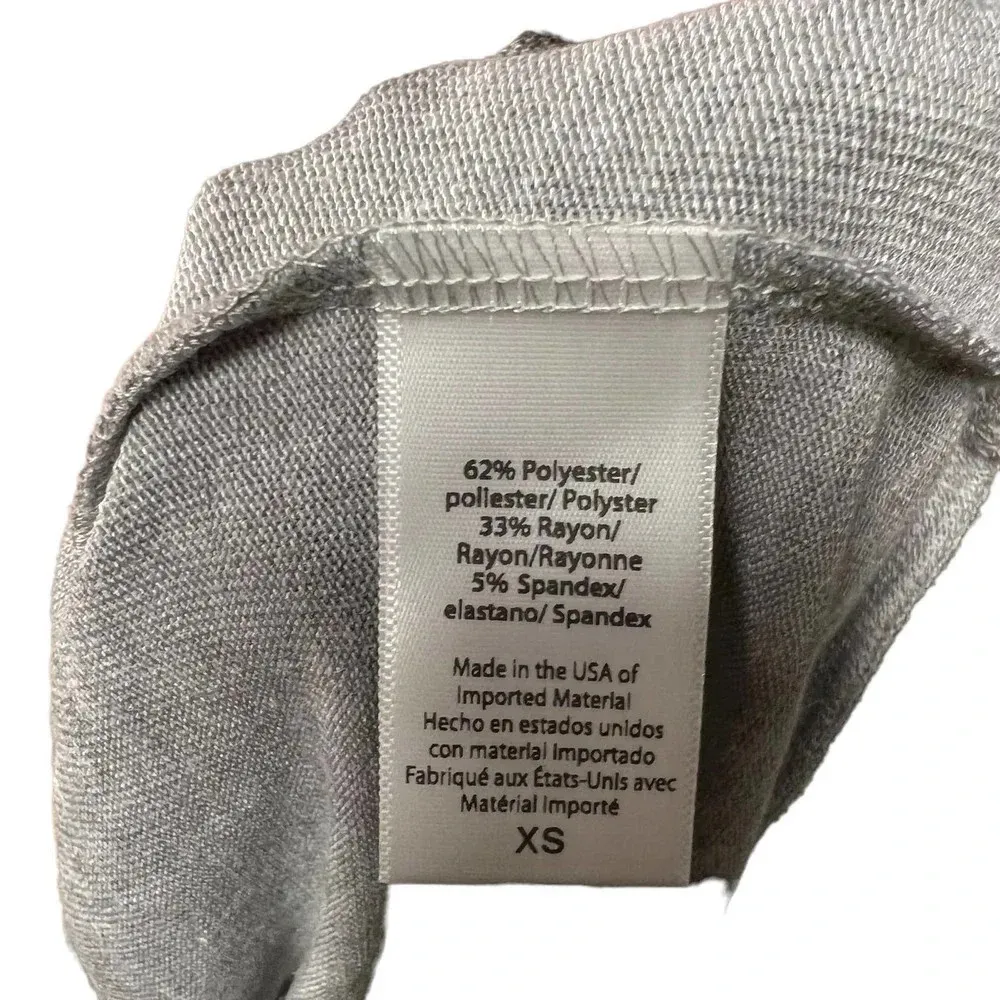 62% Polyester/
poliester/ Polyster
33% Rayon/
Rayon/Rayonne
5% Spandex/
elastano/ Spandex
Made in the USA of
Imported Material
Hecho en estados unidos
con material Importado
Fabriqué aux États-Unis avec
Matérial Importé
XS